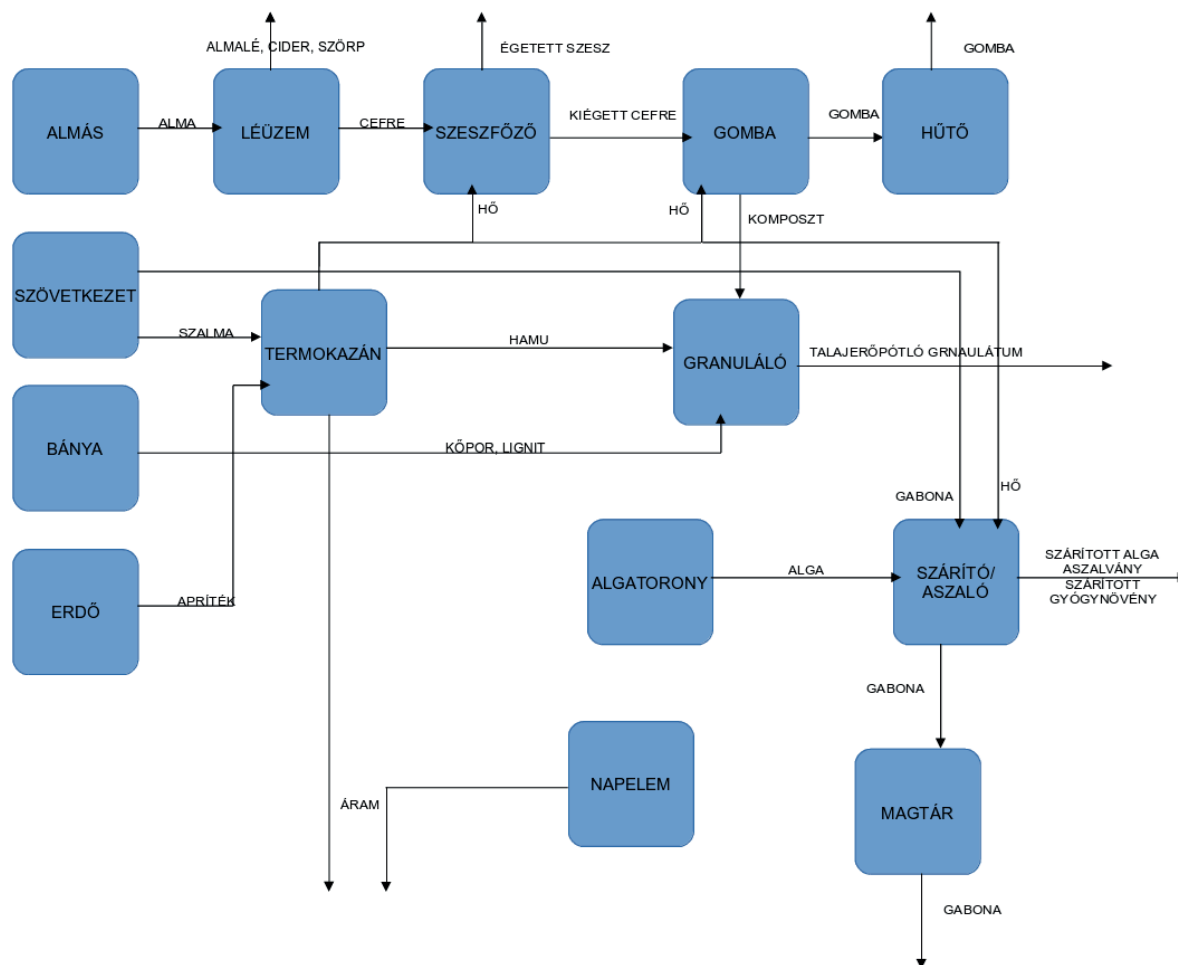 ALMALÉ, CIDER, SZÖRP
ÉGETETT SZESZ
GOMBA
ALMÁS
ALMA
LÉÜZEM
CEFRE
SZESZFŐZŐ
KIÉGETT CEFRE
GOMBA
GOMBA
HŰTŐ
HŐ
HŐ
KOMPOSZT
SZÖVETKEZET
SZALMA
TERMOKAZÁN
HAMU
GRANULÁLÓ
TALAJERŐPÓTLÓ GRNAULÁTUM
BÁNYA
KŐPOR, LIGNIT
GABONA
HŐ
ERDŐ
APRÍTÉK
ALGATORONY
ALGA
SZÁRÍTÓ/
ASZALÓ
SZÁRÍTOTT ALGA
ASZALVÁNY
SZÁRÍTOTT
GYÓGYNÖVÉNY
GABONA
NAPELEM
ÁRAM
MAGTÁR
GABONA